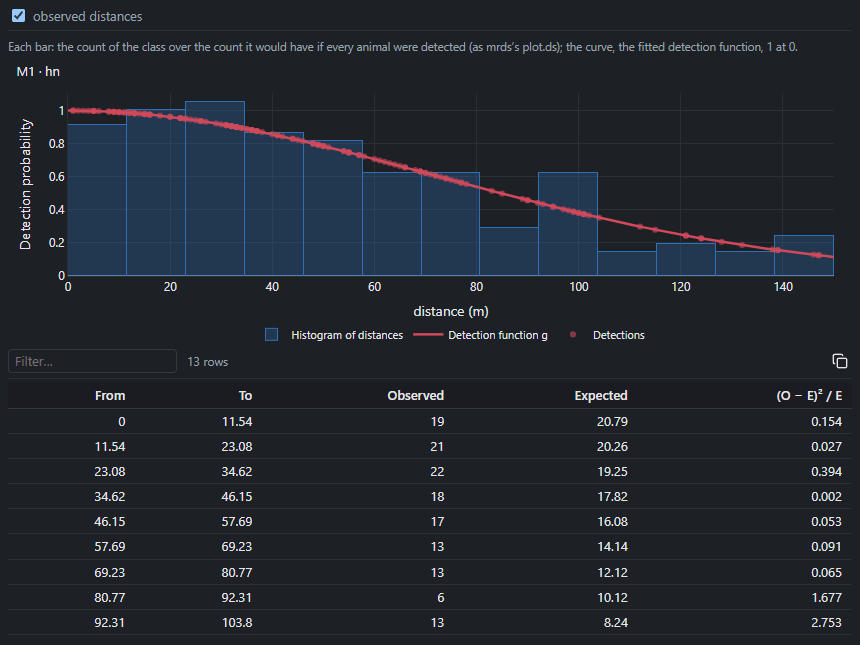 observed distances
Each bar: the count of the class over the count it would have if every animal were detected (as mrds's plot.ds); the curve, the fitted detection function, 1 at 0.
M1 · hn
Detection probability
1
0.8
0.6
0.4
0.2
0
0 20 40 60 80 100 120 140
distance (m)
Histogram of distances Detection function g Detections
Filter... 13 rows
From To Observed Expected (O − E)² / E
0 11.54 19 20.79 0.154
11.54 23.08 21 20.26 0.027
23.08 34.62 22 19.25 0.394
34.62 46.15 18 17.82 0.002
46.15 57.69 17 16.08 0.053
57.69 69.23 13 14.14 0.091
69.23 80.77 13 12.12 0.065
80.77 92.31 6 10.12 1.677
92.31 103.8 13 8.24 2.753